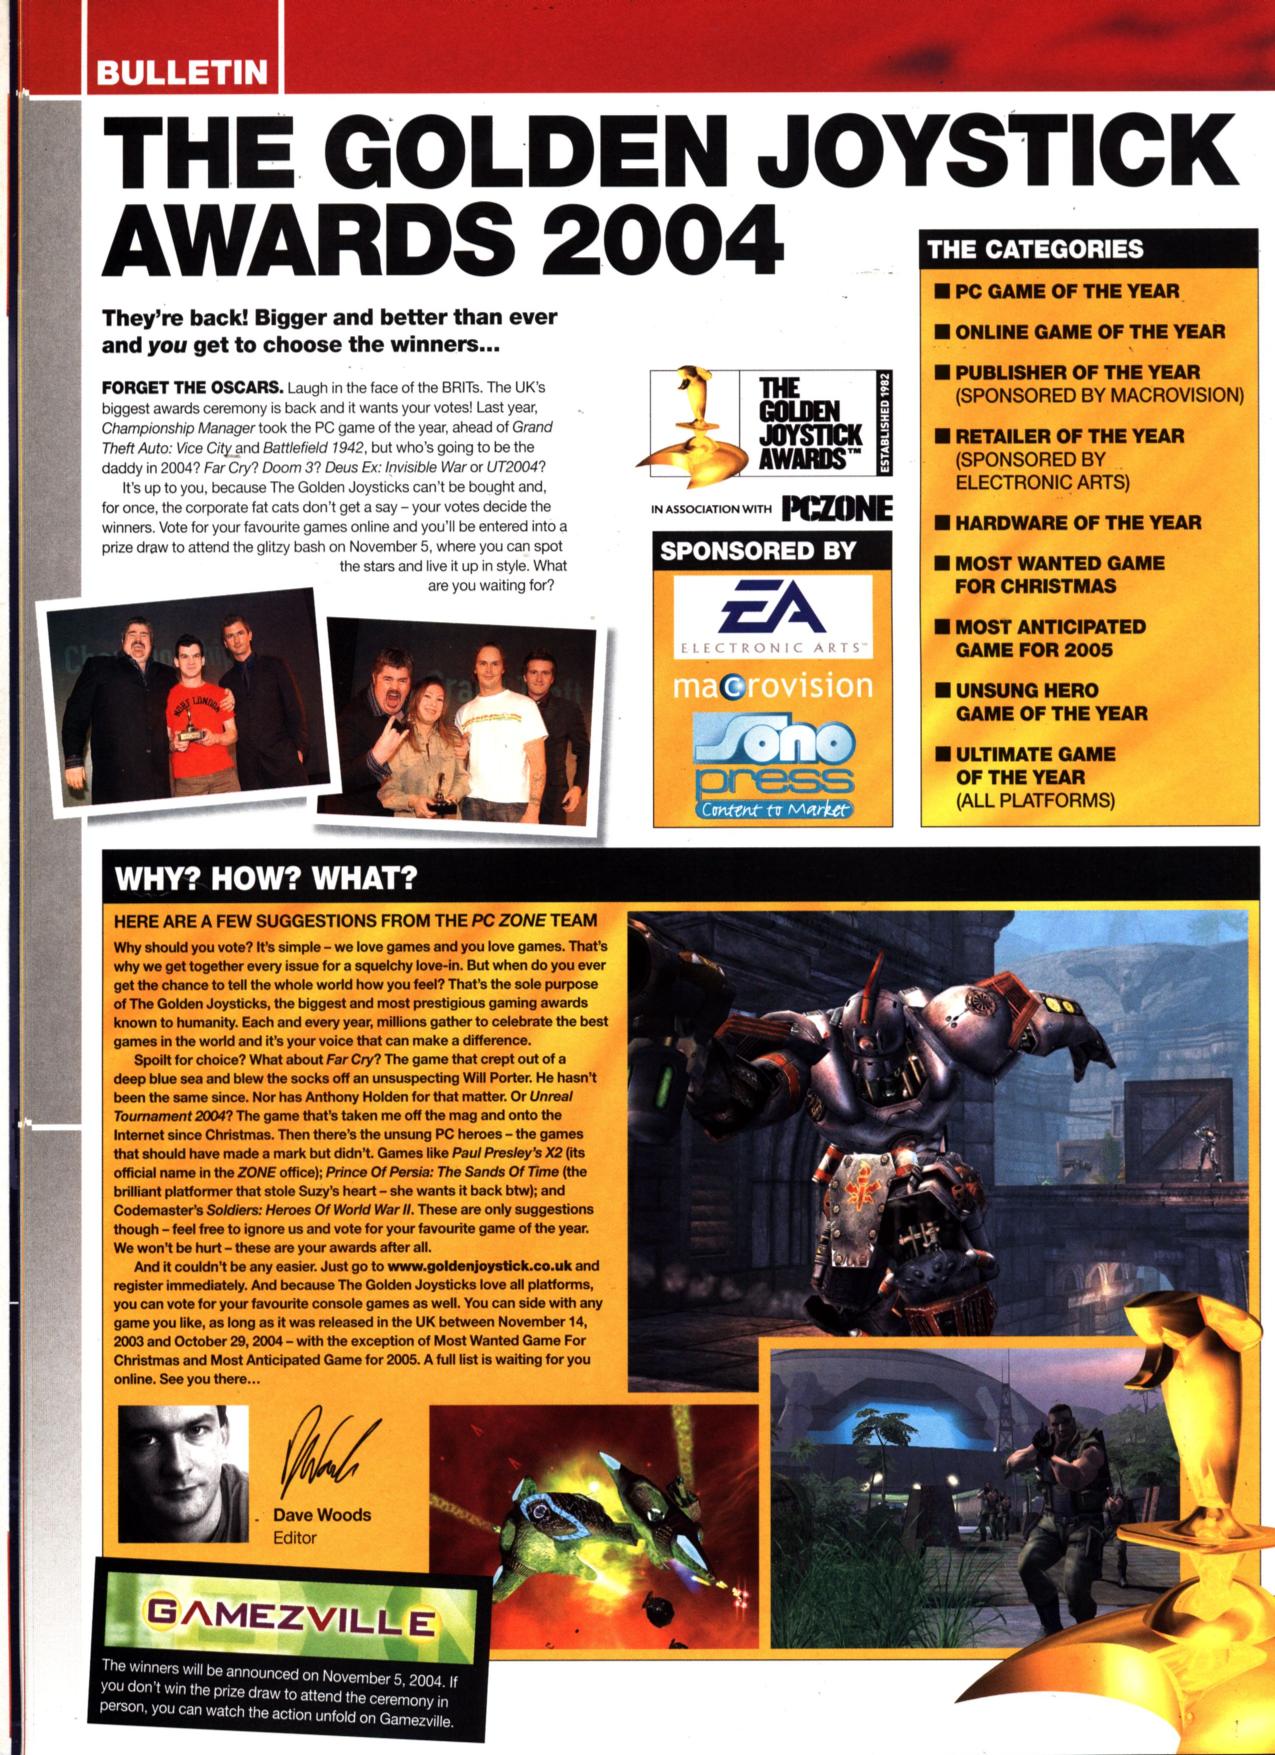 BULLETIN
THE GOLDEN JOYSTICK
AWARDS 2004
They're back! Bigger and better than ever
and you get to choose the winners...
FORGET THE OSCARS. Laugh in the face of the BRITs. The UK's
biggest awards ceremony is back and it wants your votes! Last year,
Championship Manager took the PC game of the year, ahead of Grand
Theft Auto: Vice City and Battlefield 1942, but who's going to be the
daddy in 2004? Far Cry? Doom 3? Deus Ex: Invisible War or UT2004?
It's up to you, because The Golden Joysticks can't be bought and,
for once, the corporate fat cats don't get a say – your votes decide the
winners. Vote for your favourite games online and you'll be entered into a
prize draw to attend the glitzy bash on November 5, where you can spot
the stars and live it up in style. What
are you waiting for?
NORT LONDON
THE
GOLDEN
JOYSTICK
AWARDS™
ESTABLISHED 1982
IN ASSOCIATION WITH PCZONE
SPONSORED BY
EA
ELECTRONIC ARTS™
macrovision
Sono
press
Content to Market
THE CATEGORIES
■ PC GAME OF THE YEAR
■ ONLINE GAME OF THE YEAR
■ PUBLISHER OF THE YEAR
(SPONSORED BY MACROVISION)
■ RETAILER OF THE YEAR
(SPONSORED BY
ELECTRONIC ARTS)
■ HARDWARE OF THE YEAR
■ MOST WANTED GAME
FOR CHRISTMAS
■ MOST ANTICIPATED
GAME FOR 2005
■ UNSUNG HERO
GAME OF THE YEAR
■ ULTIMATE GAME
OF THE YEAR
(ALL PLATFORMS)
WHY? HOW? WHAT?
HERE ARE A FEW SUGGESTIONS FROM THE PC ZONE TEAM
Why should you vote? It's simple – we love games and you love games. That's
why we get together every issue for a squelchy love-in. But when do you ever
get the chance to tell the whole world how you feel? That's the sole purpose
of The Golden Joysticks, the biggest and most prestigious gaming awards
known to humanity. Each and every year, millions gather to celebrate the best
games in the world and it's your voice that can make a difference.
Spoilt for choice? What about Far Cry? The game that crept out of a
deep blue sea and blew the socks off an unsuspecting Will Porter. He hasn't
been the same since. Nor has Anthony Holden for that matter. Or Unreal
Tournament 2004? The game that's taken me off the mag and onto the
Internet since Christmas. Then there's the unsung PC heroes – the games
that should have made a mark but didn't. Games like Paul Presley's X2 (its
official name in the ZONE office); Prince Of Persia: The Sands Of Time (the
brilliant platformer that stole Suzy's heart – she wants it back btw); and
Codemaster's Soldiers: Heroes Of World War II. These are only suggestions
though – feel free to ignore us and vote for your favourite game of the year.
We won't be hurt – these are your awards after all.
And it couldn't be any easier. Just go to www.goldenjoystick.co.uk and
register immediately. And because The Golden Joysticks love all platforms,
you can vote for your favourite console games as well. You can side with any
game you like, as long as it was released in the UK between November 14,
2003 and October 29, 2004 – with the exception of Most Wanted Game For
Christmas and Most Anticipated Game for 2005. A full list is waiting for you
online. See you there...
Dave Woods
Editor
GAMEZVILLE
The winners will be announced on November 5, 2004. If
you don't win the prize draw to attend the ceremony in
person, you can watch the action unfold on Gamezville.